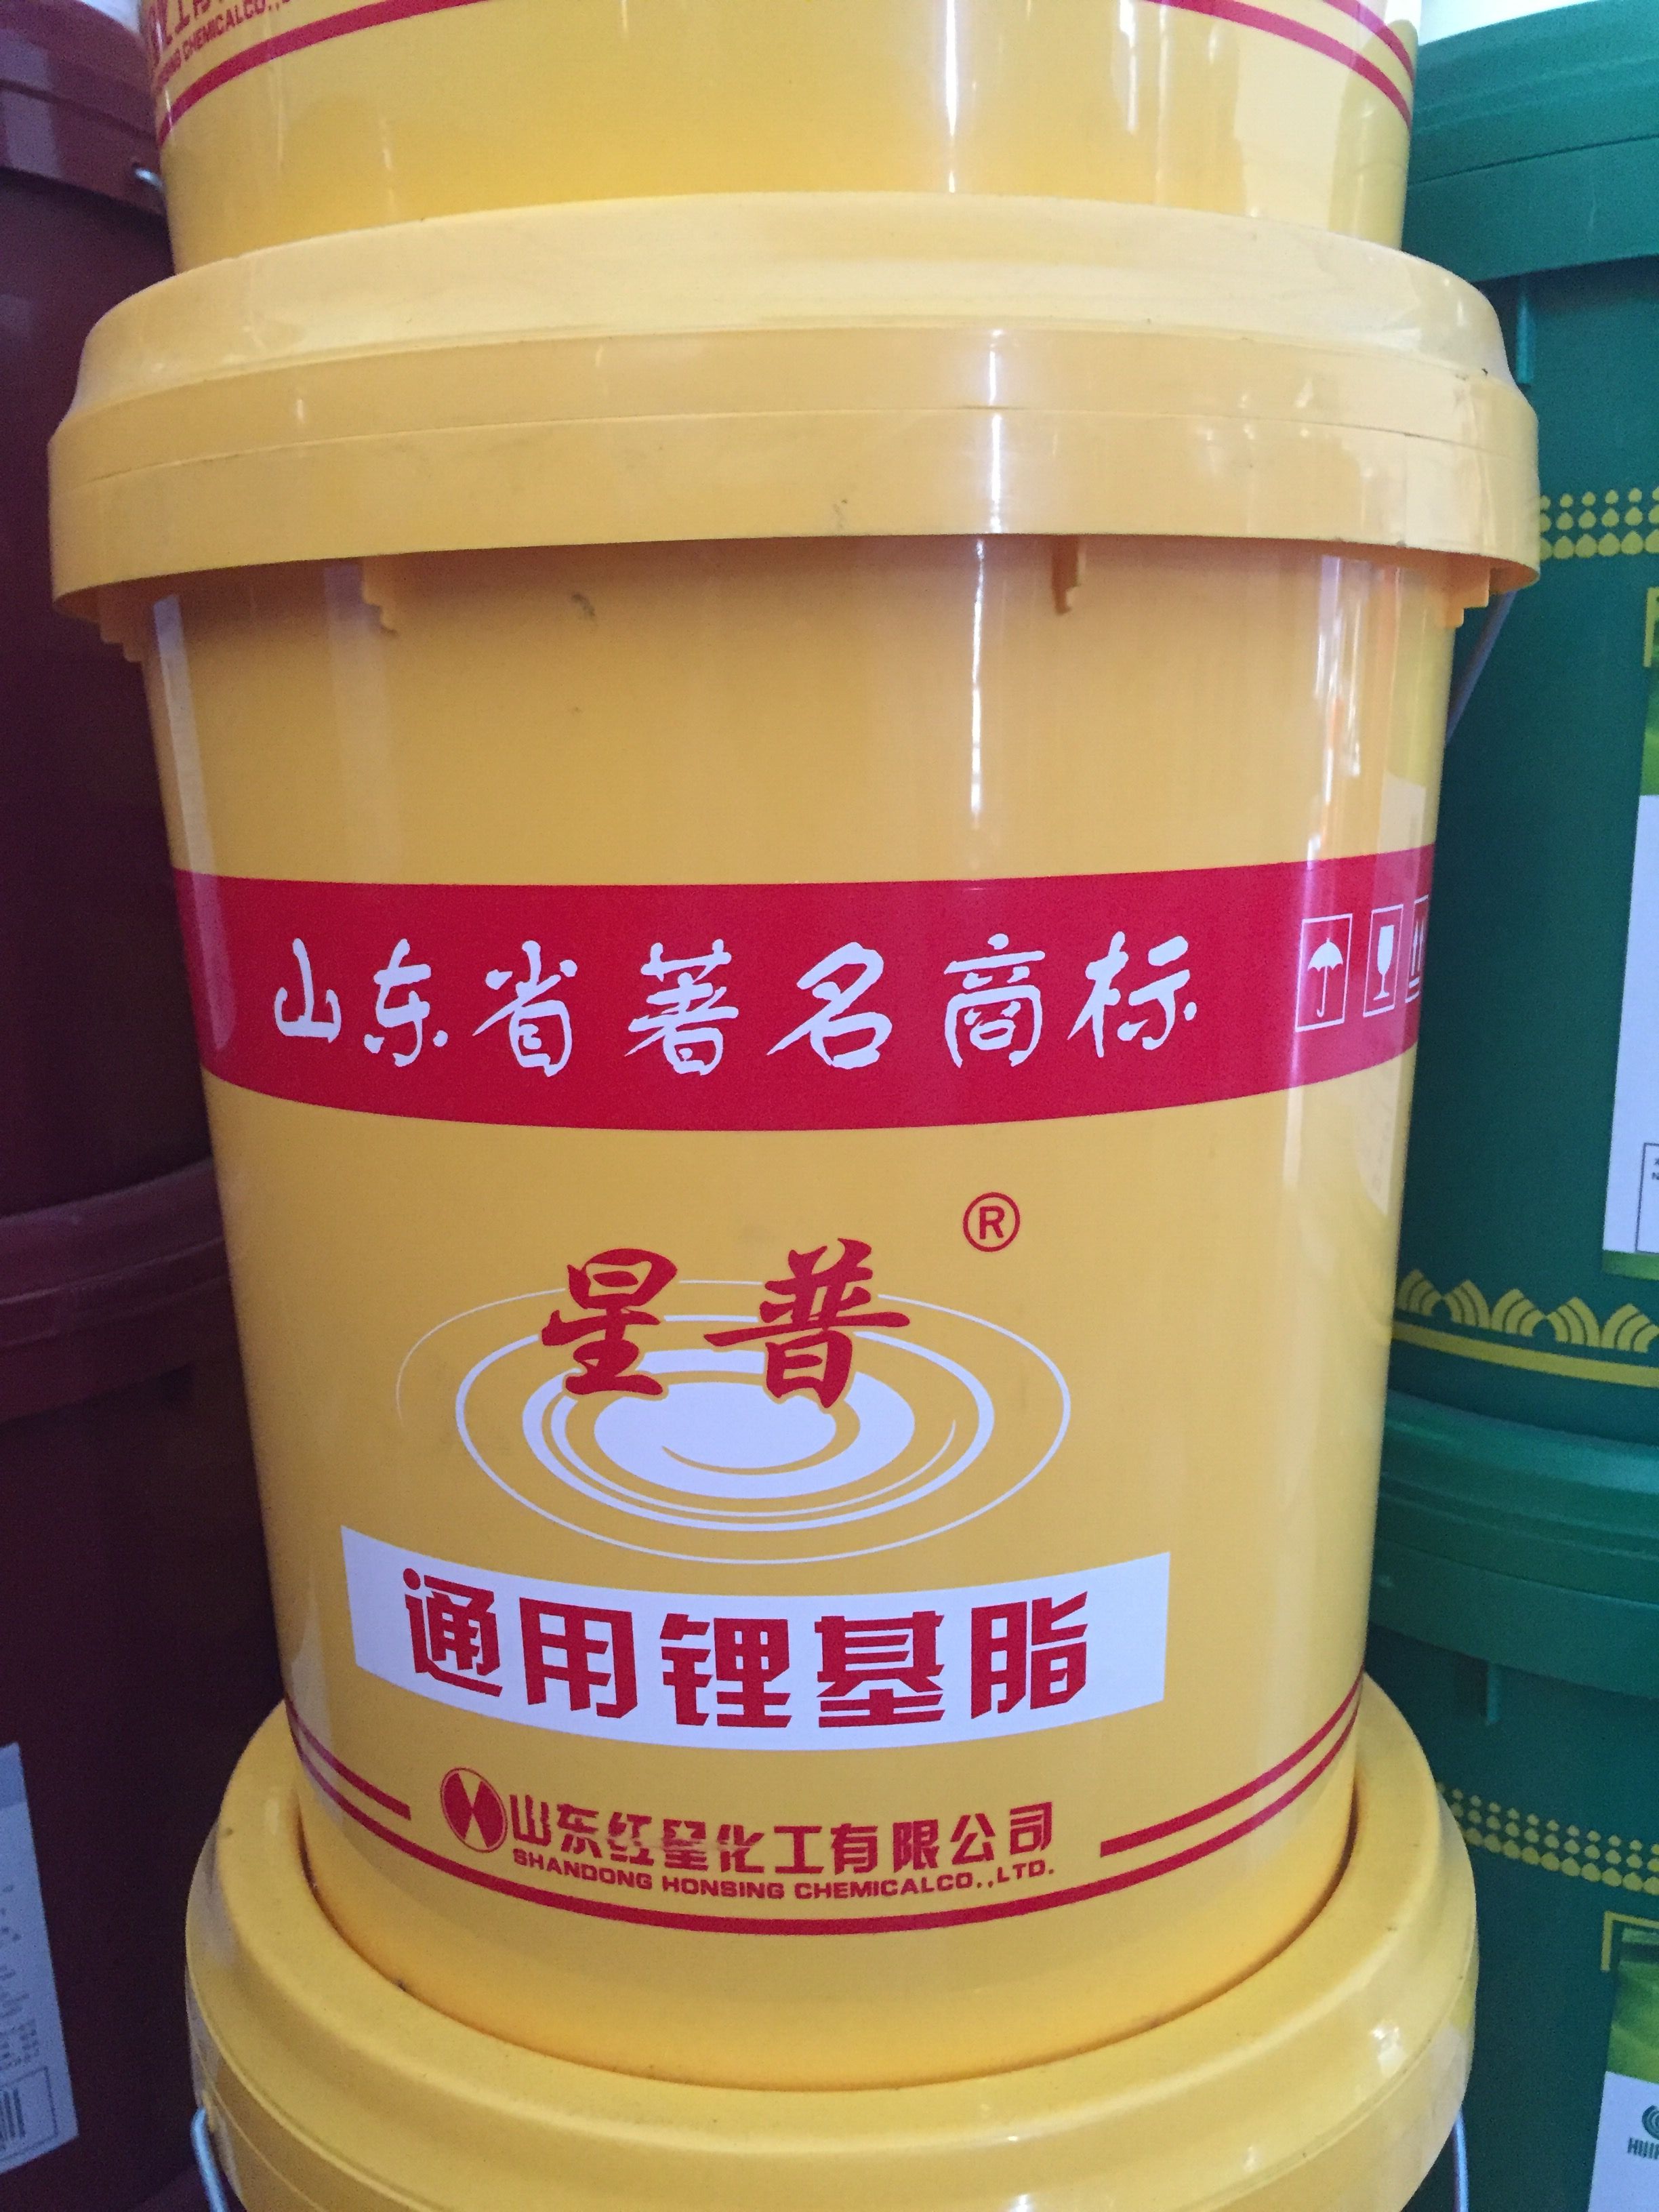 CHEMICALCO.,
山东省著名商标
星普®
通用锂基脂
山东红星化工有限公司
SHANDONG HONSING CHEMICALCO.,LTD.